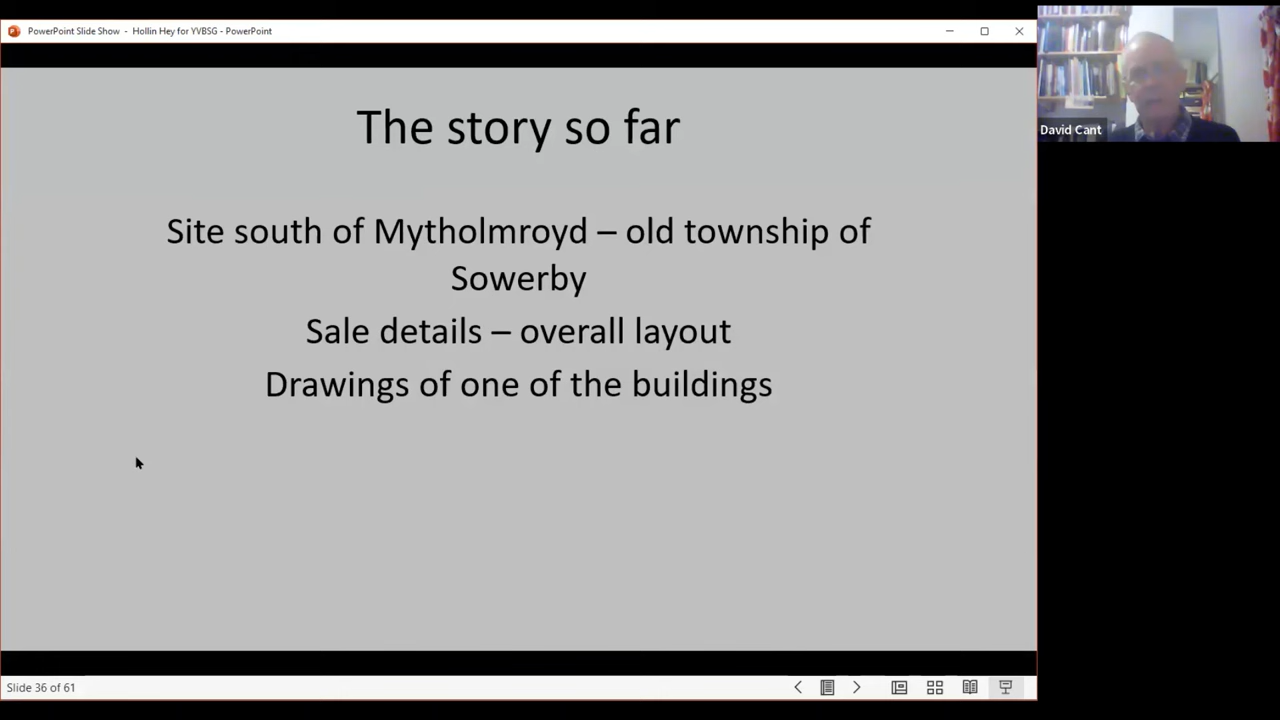 PowerPoint Slide Show - Hollin Hey for YVBSG - PowerPoint
The story so far
Site south of Mytholmroyd – old township of
Sowerby
Sale details – overall layout
Drawings of one of the buildings
David Cant
Slide 36 of 61